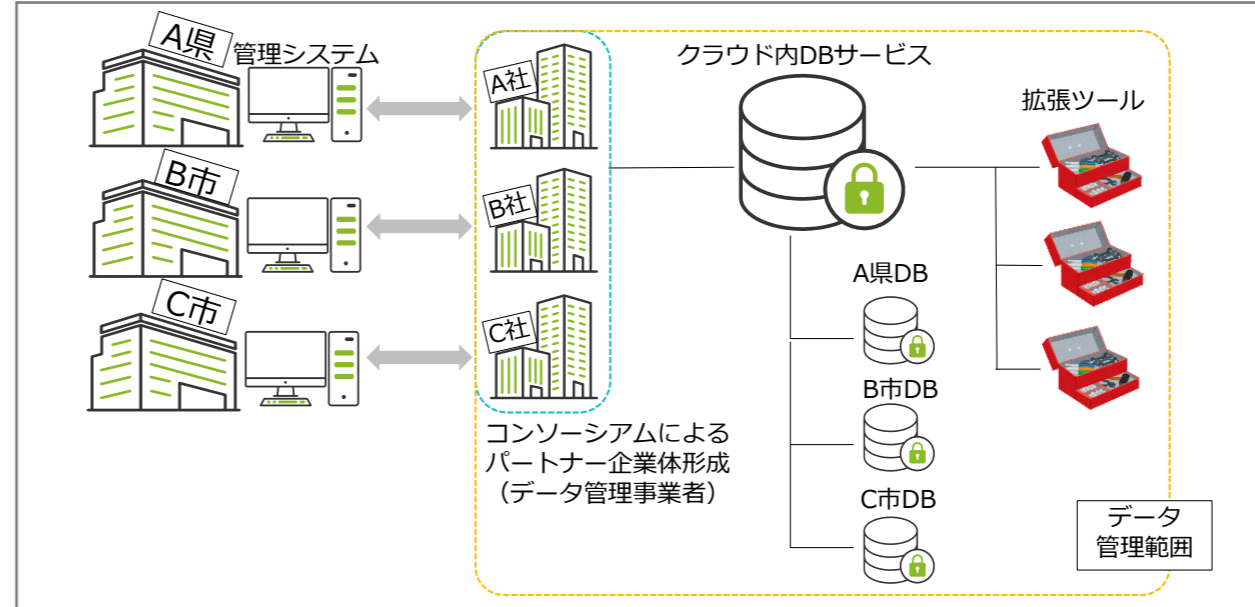 A県
管理システム
B市
C市
A社
B社
C社
コンソーシアムによる
パートナー企業体形成
（データ管理事業者）
クラウド内DBサービス
A県DB
B市DB
C市DB
拡張ツール
データ
管理範囲